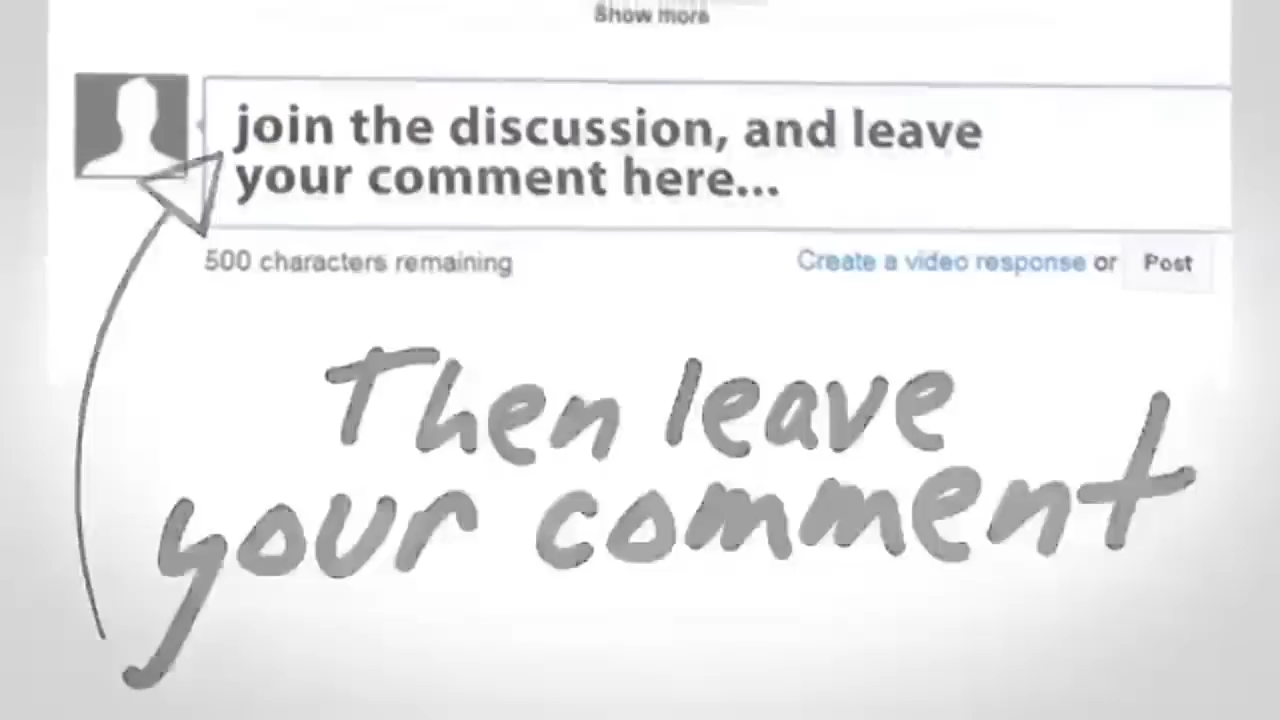 Show more
join the discussion, and leave
your comment here...
500 characters remaining
Create a video response or Post
Then leave
your comment